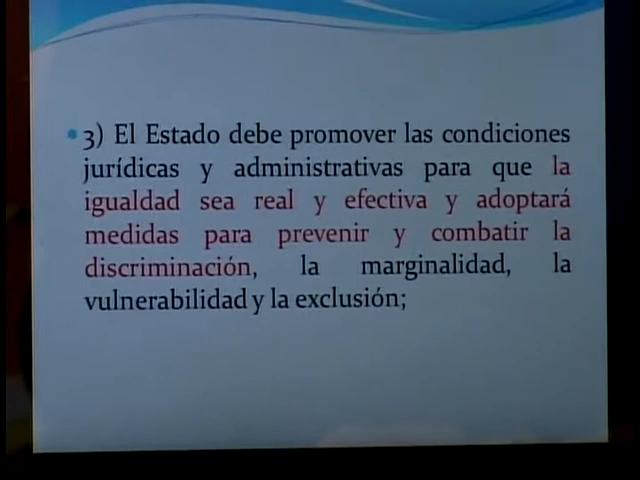 3) El Estado debe promover las condiciones
jurídicas y administrativas para que la
igualdad sea real y efectiva y adoptará
medidas para prevenir y combatir la
discriminación, la marginalidad, la
vulnerabilidad y la exclusión;